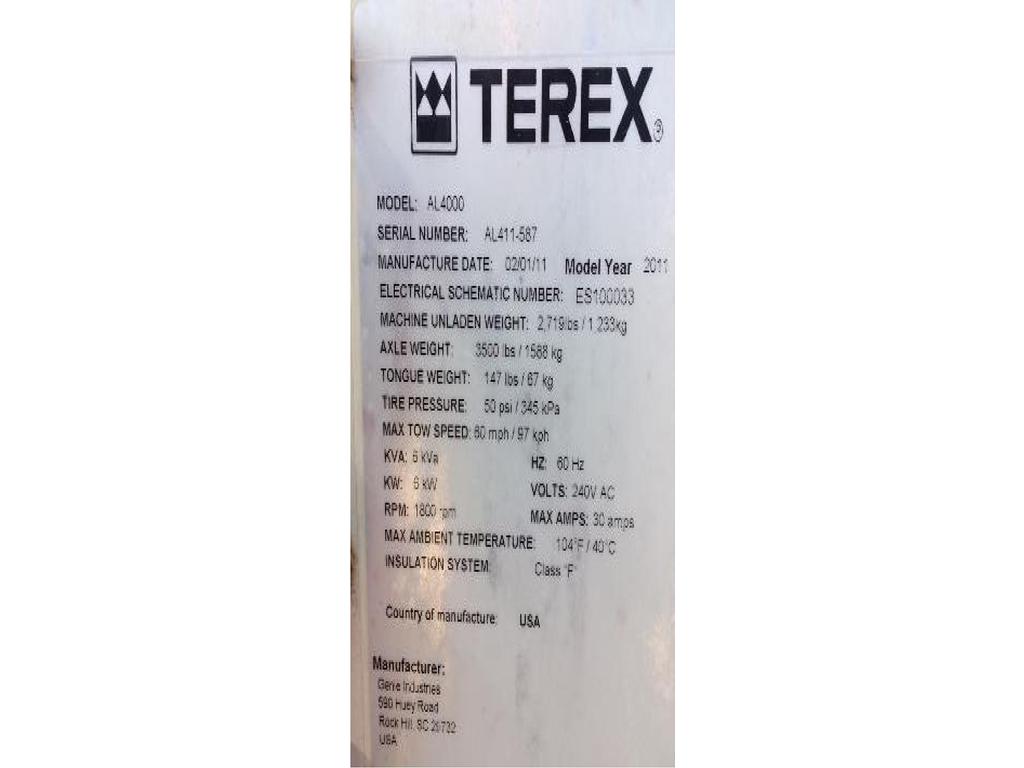 TEREX®
MODEL: AL4000
SERIAL NUMBER: AL411-587
MANUFACTURE DATE: 02/01/11 Model Year 2011
ELECTRICAL SCHEMATIC NUMBER: ES100033
MACHINE UNLADEN WEIGHT: 2,719lbs / 1,233kg
AXLE WEIGHT: 3500 lbs / 1588 kg
TONGUE WEIGHT: 147 lbs / 67 kg
TIRE PRESSURE: 50 psi / 345 kPa
MAX TOW SPEED: 60 mph / 97 kph
KVA: 6 kVa HZ: 60 Hz
KW: 6 kW VOLTS: 240V AC
RPM: 1800 rpm MAX AMPS: 30 amps
MAX AMBIENT TEMPERATURE: 104°F / 40°C
INSULATION SYSTEM: Class "F"
Country of manufacture: USA
Manufacturer:
Genie Industries
590 Huey Road
Rock Hill, SC 29732
USA